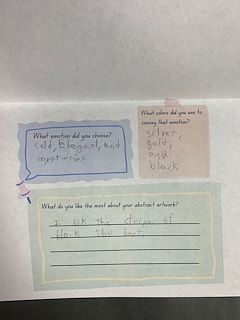 What emotion did you choose?
cold, Elegant, and
mysteries
What colors did you use to
convey that emotion?
silver,
gold,
and
black
What do you like the most about your abstract artwork?
I lik the of
black the best.